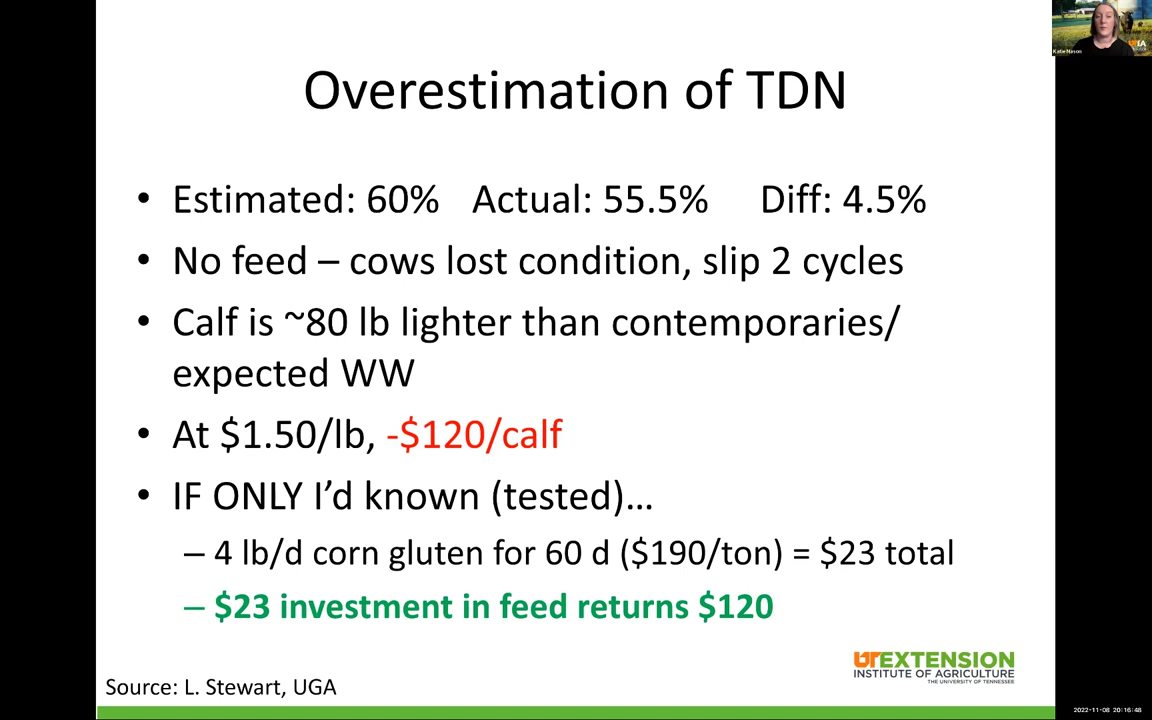 Overestimation of TDN
• Estimated: 60% Actual: 55.5% Diff: 4.5%
• No feed – cows lost condition, slip 2 cycles
• Calf is ~80 lb lighter than contemporaries/
expected WW
• At $1.50/lb, -$120/calf
• IF ONLY I’d known (tested)…
– 4 lb/d corn gluten for 60 d ($190/ton) = $23 total
– $23 investment in feed returns $120
UTEXTENSION
INSTITUTE OF AGRICULTURE
THE UNIVERSITY OF TENNESSEE
Source: L. Stewart, UGA
Katie Mason
2022-11-08 20:16:48